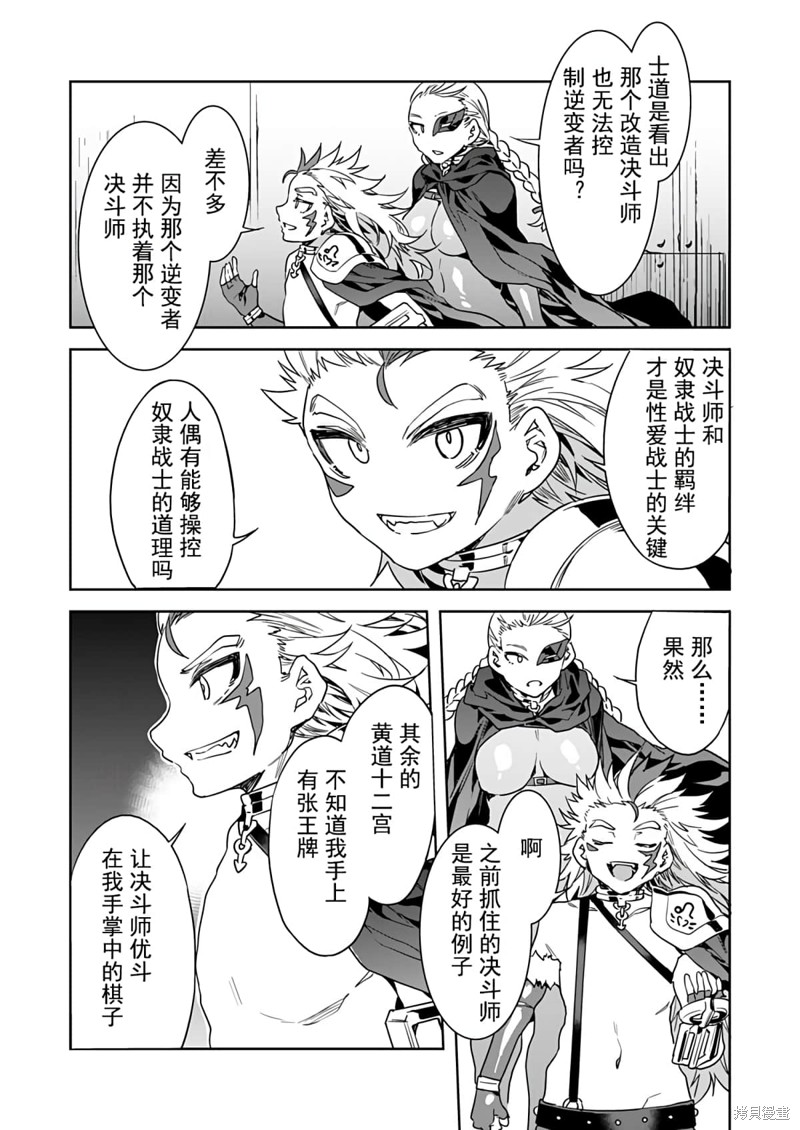 士道是看出
那个改造决斗师
也无法控
制逆变者吗？
差不多
因为那个逆变者
并不执着那个
决斗师
决斗师和
奴隶战士的羁绊
才是性爱战士的关键
人偶有能够操控
奴隶战士的道理吗
那么……
果然
啊
之前抓住的决斗师
是最好的例子
其余的
黄道十二宫
不知道我手上
有张王牌
让决斗师优斗
在我手掌中的棋子
拷貝漫畫